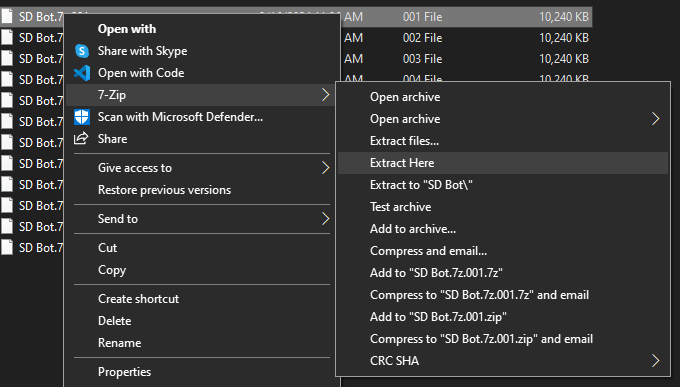 SD Bot.7 AM 001 File 10,240 KB
SD Bot.7 Open with AM 002 File 10,240 KB
SD Bot.7 Share with Skype AM 003 File 10,240 KB
SD Bot.7 Open with Code AM 004 File 10,240 KB
SD Bot.7 7-Zip
SD Bot.7 Scan with Microsoft Defender...
SD Bot.7 Share
SD Bot.7 Give access to
SD Bot.7 Restore previous versions
SD Bot.7 Send to
SD Bot.7 Cut
SD Bot.7 Copy
Create shortcut
Delete
Rename
Properties
Open archive
Open archive
Extract files...
Extract Here
Extract to "SD Bot\"
Test archive
Add to archive...
Compress and email...
Add to "SD Bot.7z.001.7z"
Compress to "SD Bot.7z.001.7z" and email
Add to "SD Bot.7z.001.zip"
Compress to "SD Bot.7z.001.zip" and email
CRC SHA